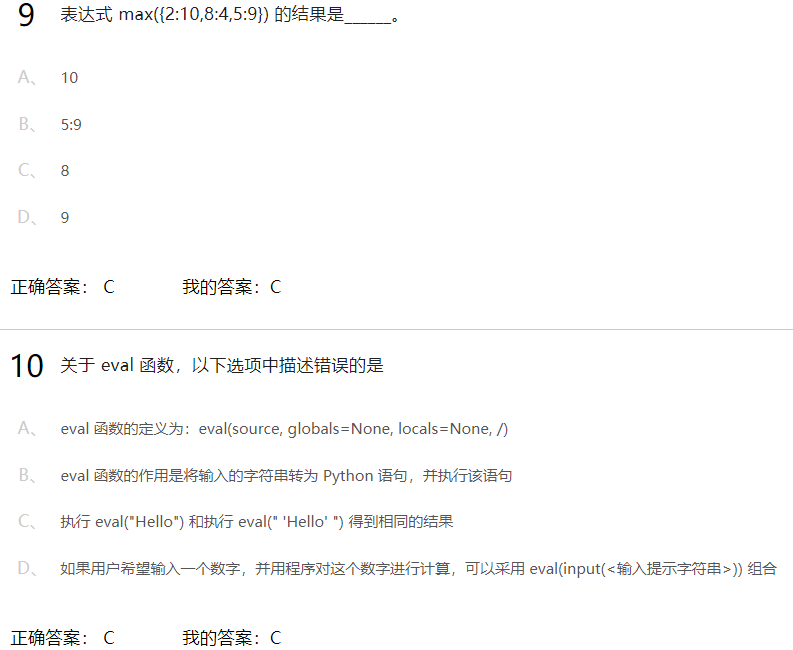 9 表达式 max({2:10,8:4,5:9}) 的结果是______。
A、 10
B、 5:9
C、 8
D、 9
正确答案： C 我的答案：C
10 关于 eval 函数，以下选项中描述错误的是
A、 eval 函数的定义为：eval(source, globals=None, locals=None, /)
B、 eval 函数的作用是将输入的字符串转为 Python 语句，并执行该语句
C、 执行 eval("Hello") 和执行 eval(" 'Hello' ") 得到相同的结果
D、 如果用户希望输入一个数字，并用程序对这个数字进行计算，可以采用 eval(input(<输入提示字符串>)) 组合
正确答案： C 我的答案：C